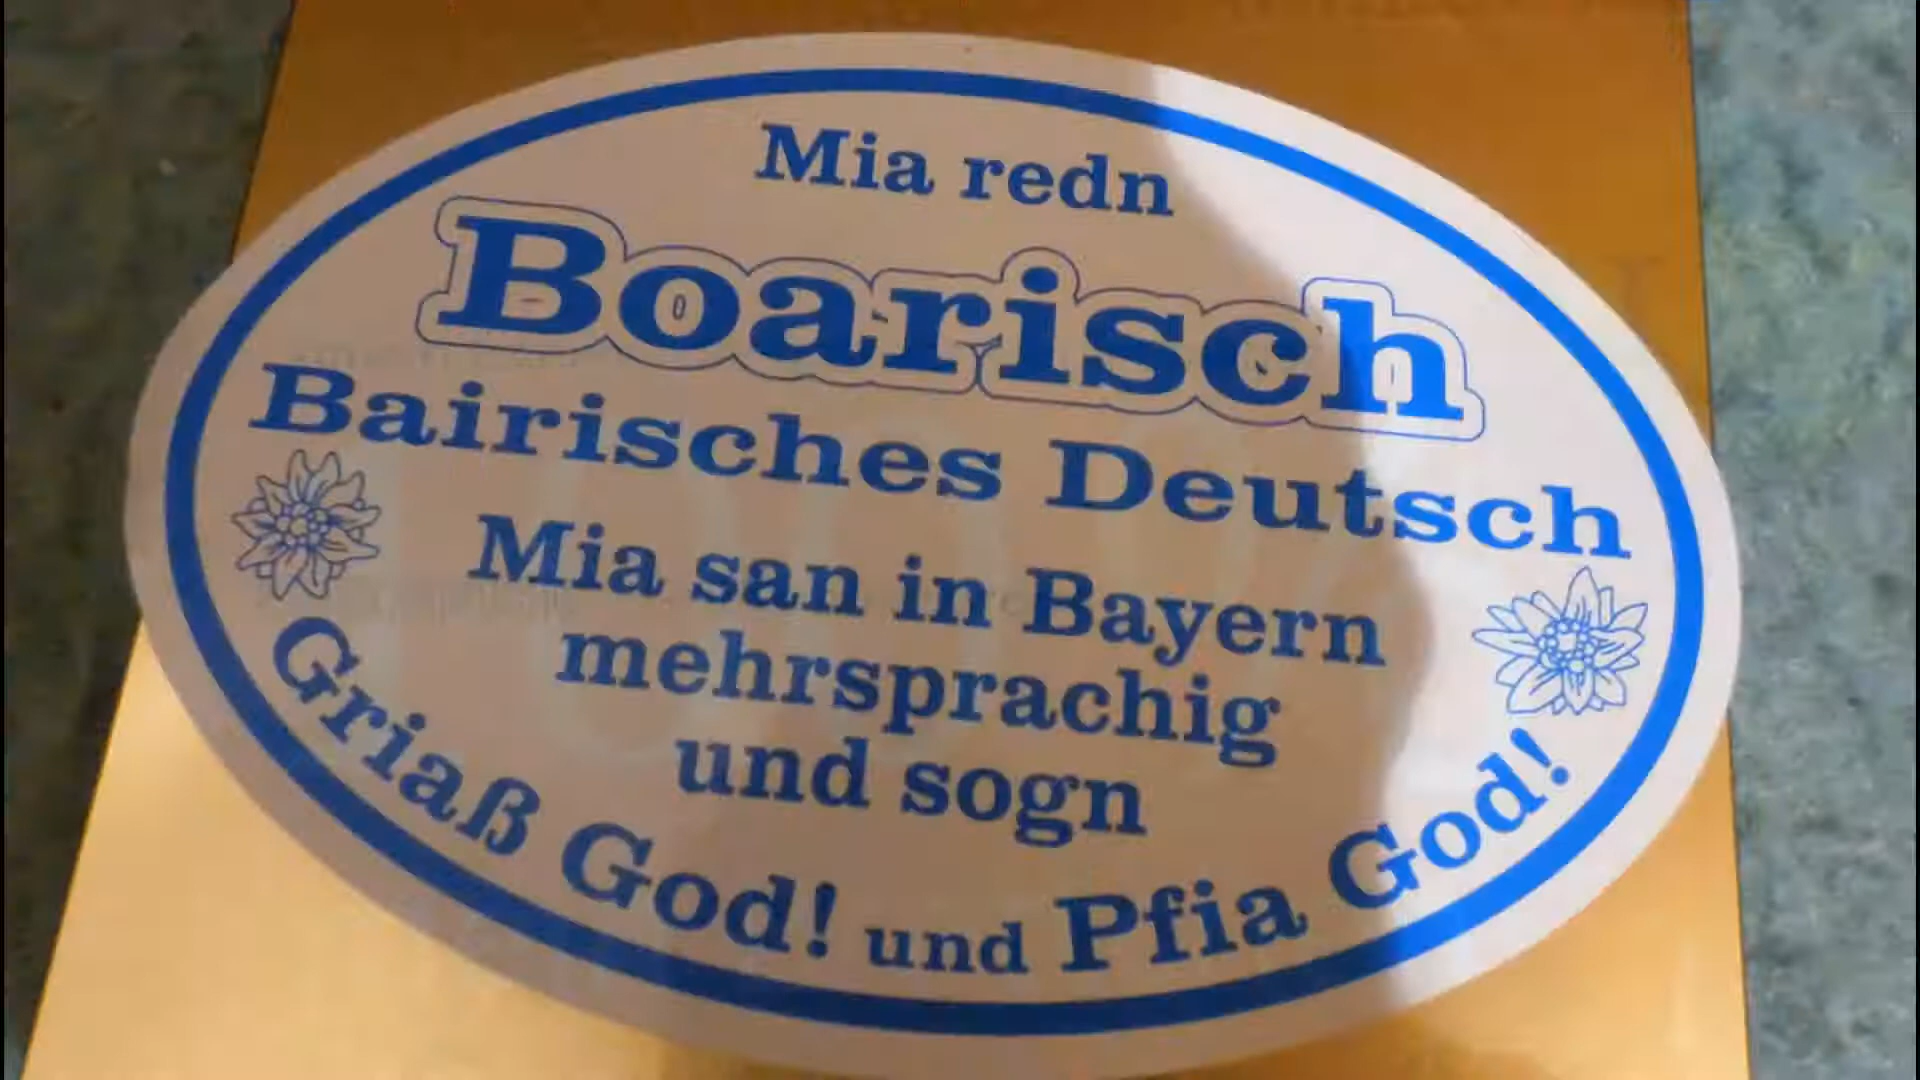 Mia redn
Boarisch
Bairisches Deutsch
Mia san in Bayern
mehrsprachig
und sogn
Griaß God! und Pfia God!